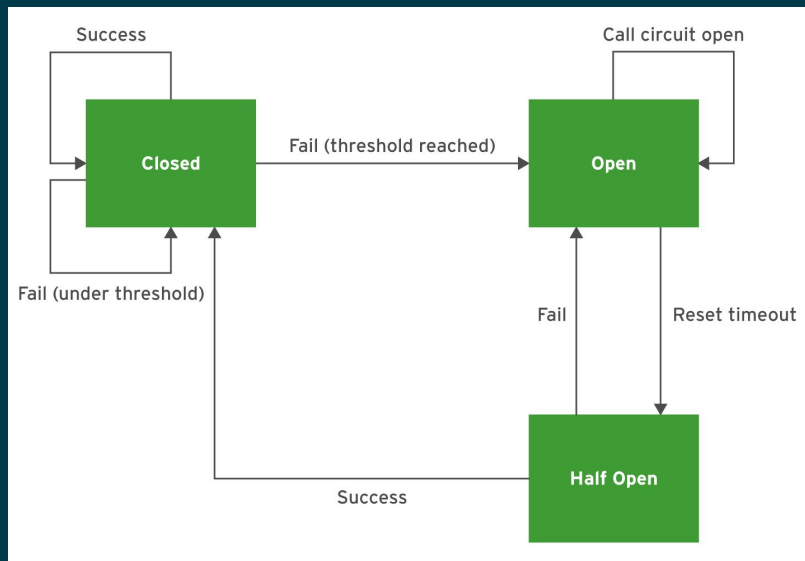 Success
Call circuit open
Closed
Fail (threshold reached)
Open
Fail (under threshold)
Fail
Reset timeout
Half Open
Success